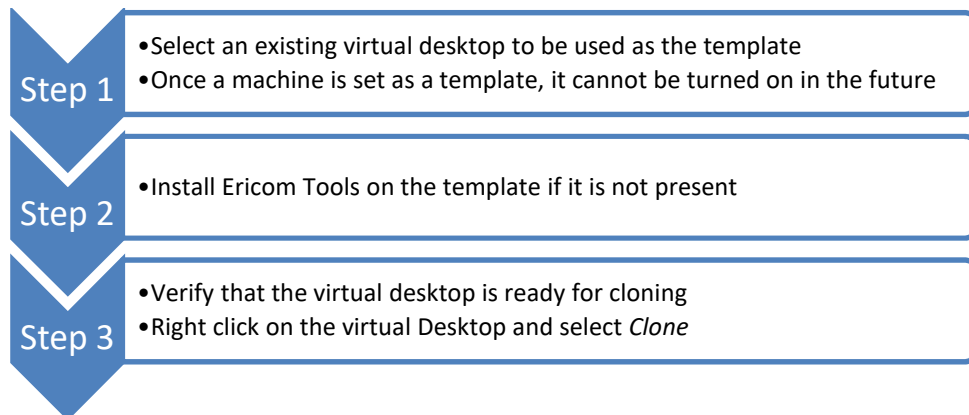 Step 1
•Select an existing virtual desktop to be used as the template
•Once a machine is set as a template, it cannot be turned on in the future
Step 2
•Install Ericom Tools on the template if it is not present
Step 3
•Verify that the virtual desktop is ready for cloning
•Right click on the virtual Desktop and select Clone